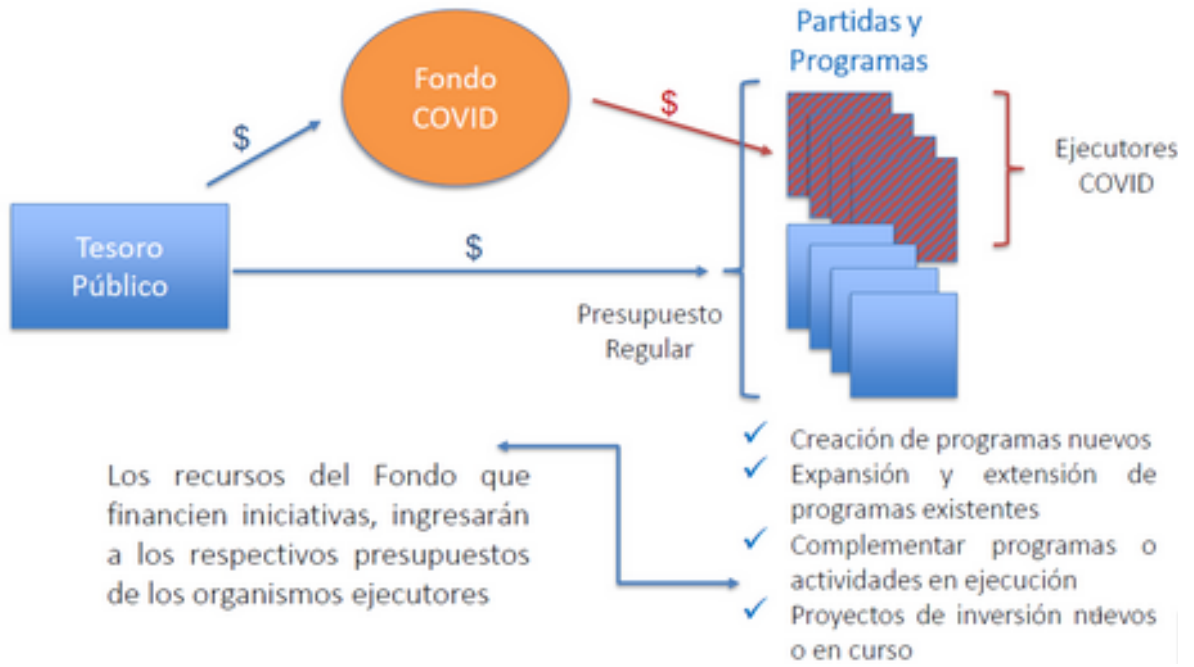 Partidas y
Programas
Fondo
COVID
$
$
Ejecutores
COVID
Tesoro
Público
$
Presupuesto
Regular
Los recursos del Fondo que
financien iniciativas, ingresarán
a los respectivos presupuestos
de los organismos ejecutores
✓ Creación de programas nuevos
✓ Expansión y extensión de
programas existentes
✓ Complementar programas o
actividades en ejecución
✓ Proyectos de inversión nuevos
o en curso